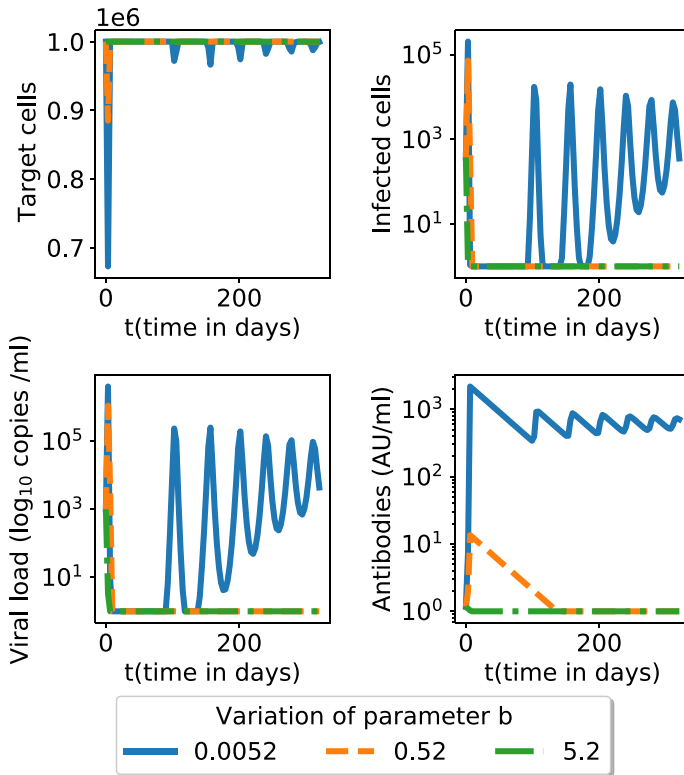 1e6
Target cells
1.0
0.9
0.8
0.7
0
200
t(time in days)
Infected cells
10^5
10^3
10^1
0
200
t(time in days)
Viral load (log_10 copies /ml)
10^5
10^3
10^1
0
200
t(time in days)
Antibodies (AU/ml)
10^3
10^2
10^1
10^0
0
200
t(time in days)
Variation of parameter b
0.0052 0.52 5.2